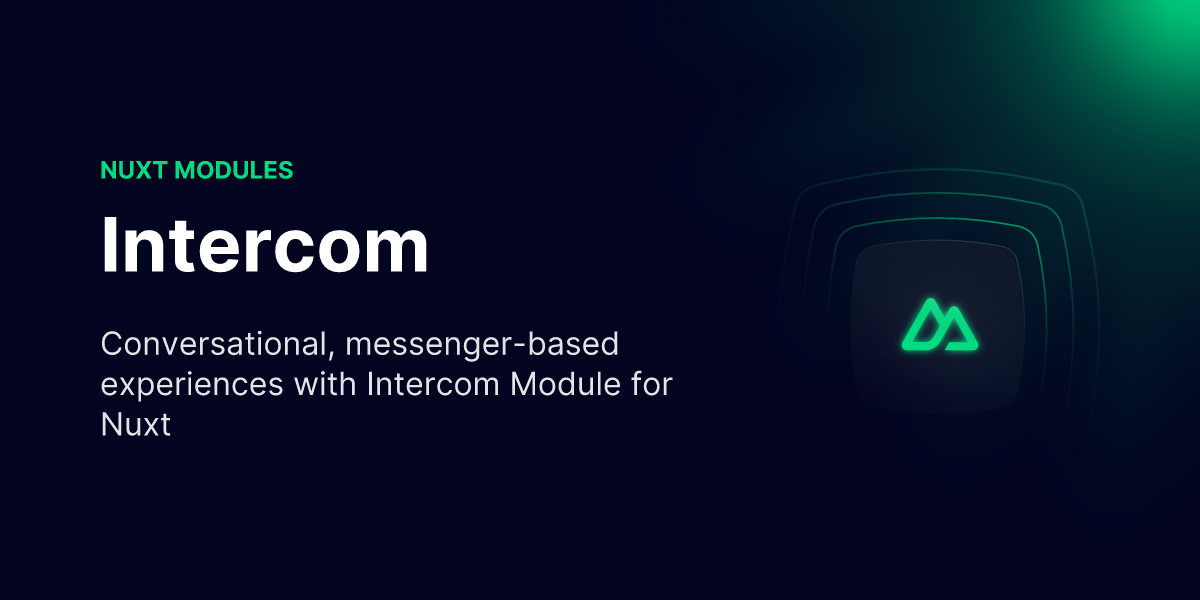 NUXT MODULES
Intercom
Conversational, messenger-based
experiences with Intercom Module for
Nuxt